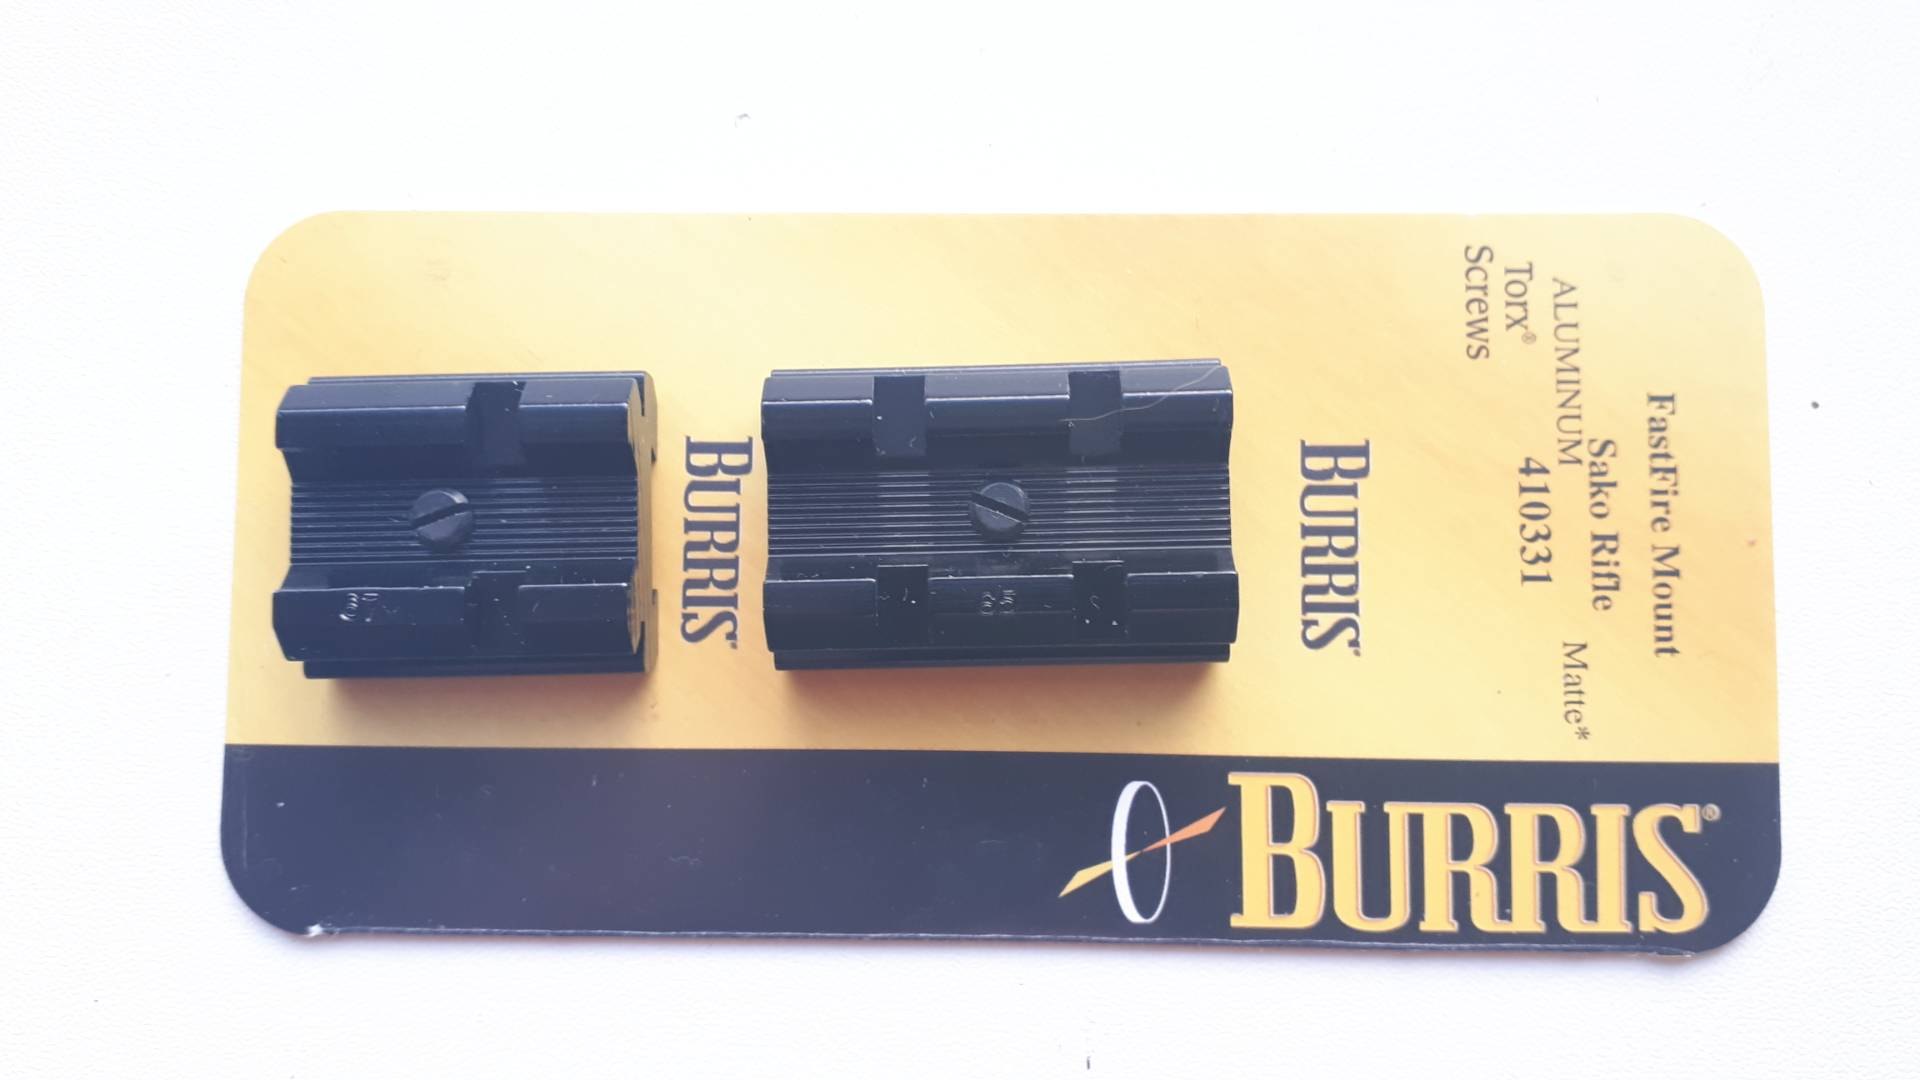 FastFire Mount
Sako Rifle
ALUMINUM Matte*
410331
Torx®
Screws
BURRIS
BURRIS
BURRIS®